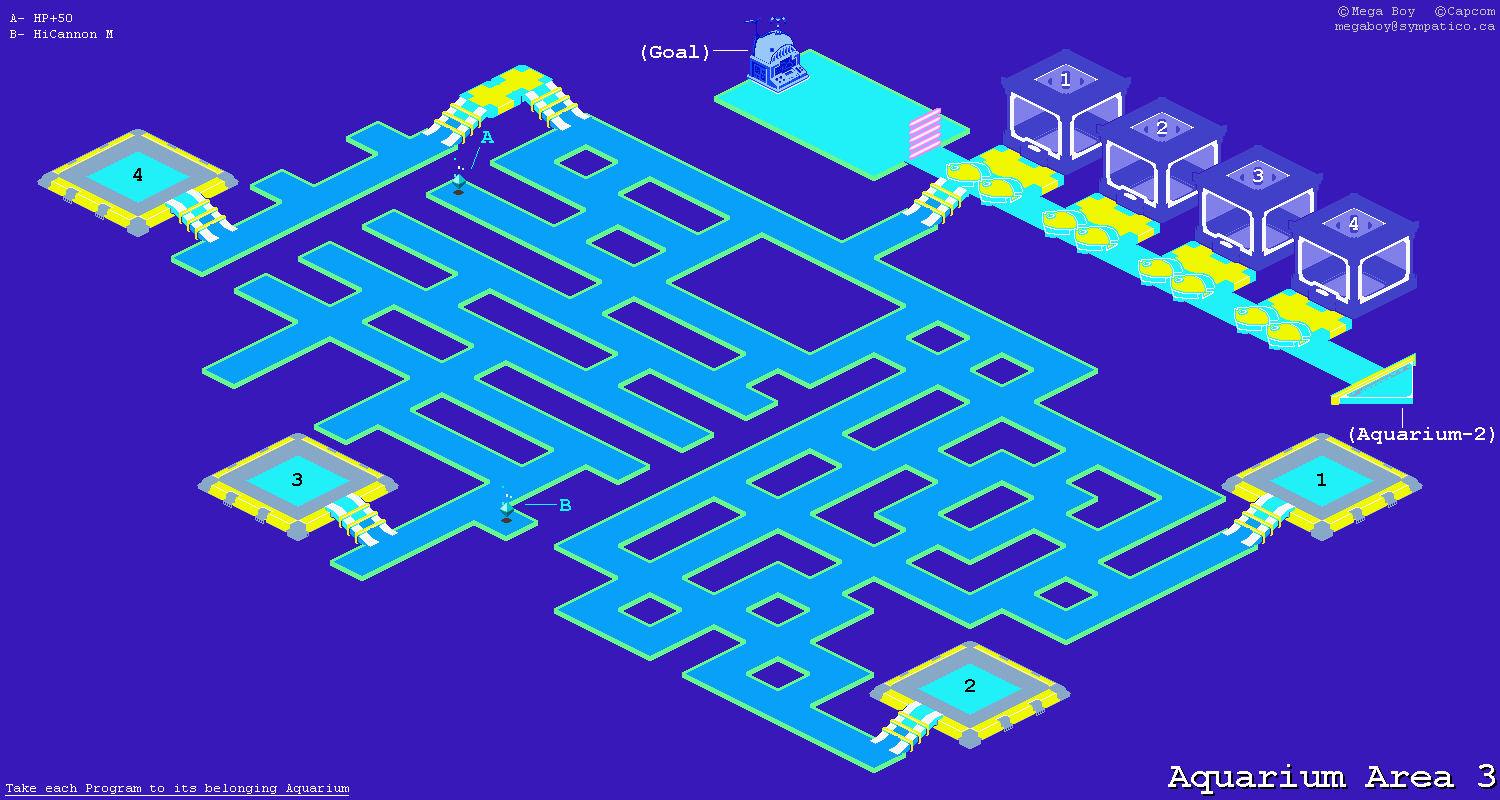 A- HP+50
B- HiCannon M
©Mega Boy ©Capcom
megaboy@sympatico.ca
(Goal)
1
2
3
4
A
4
(Aquarium-2)
3
1
B
2
Take each Program to its belonging Aquarium
Aquarium Area 3